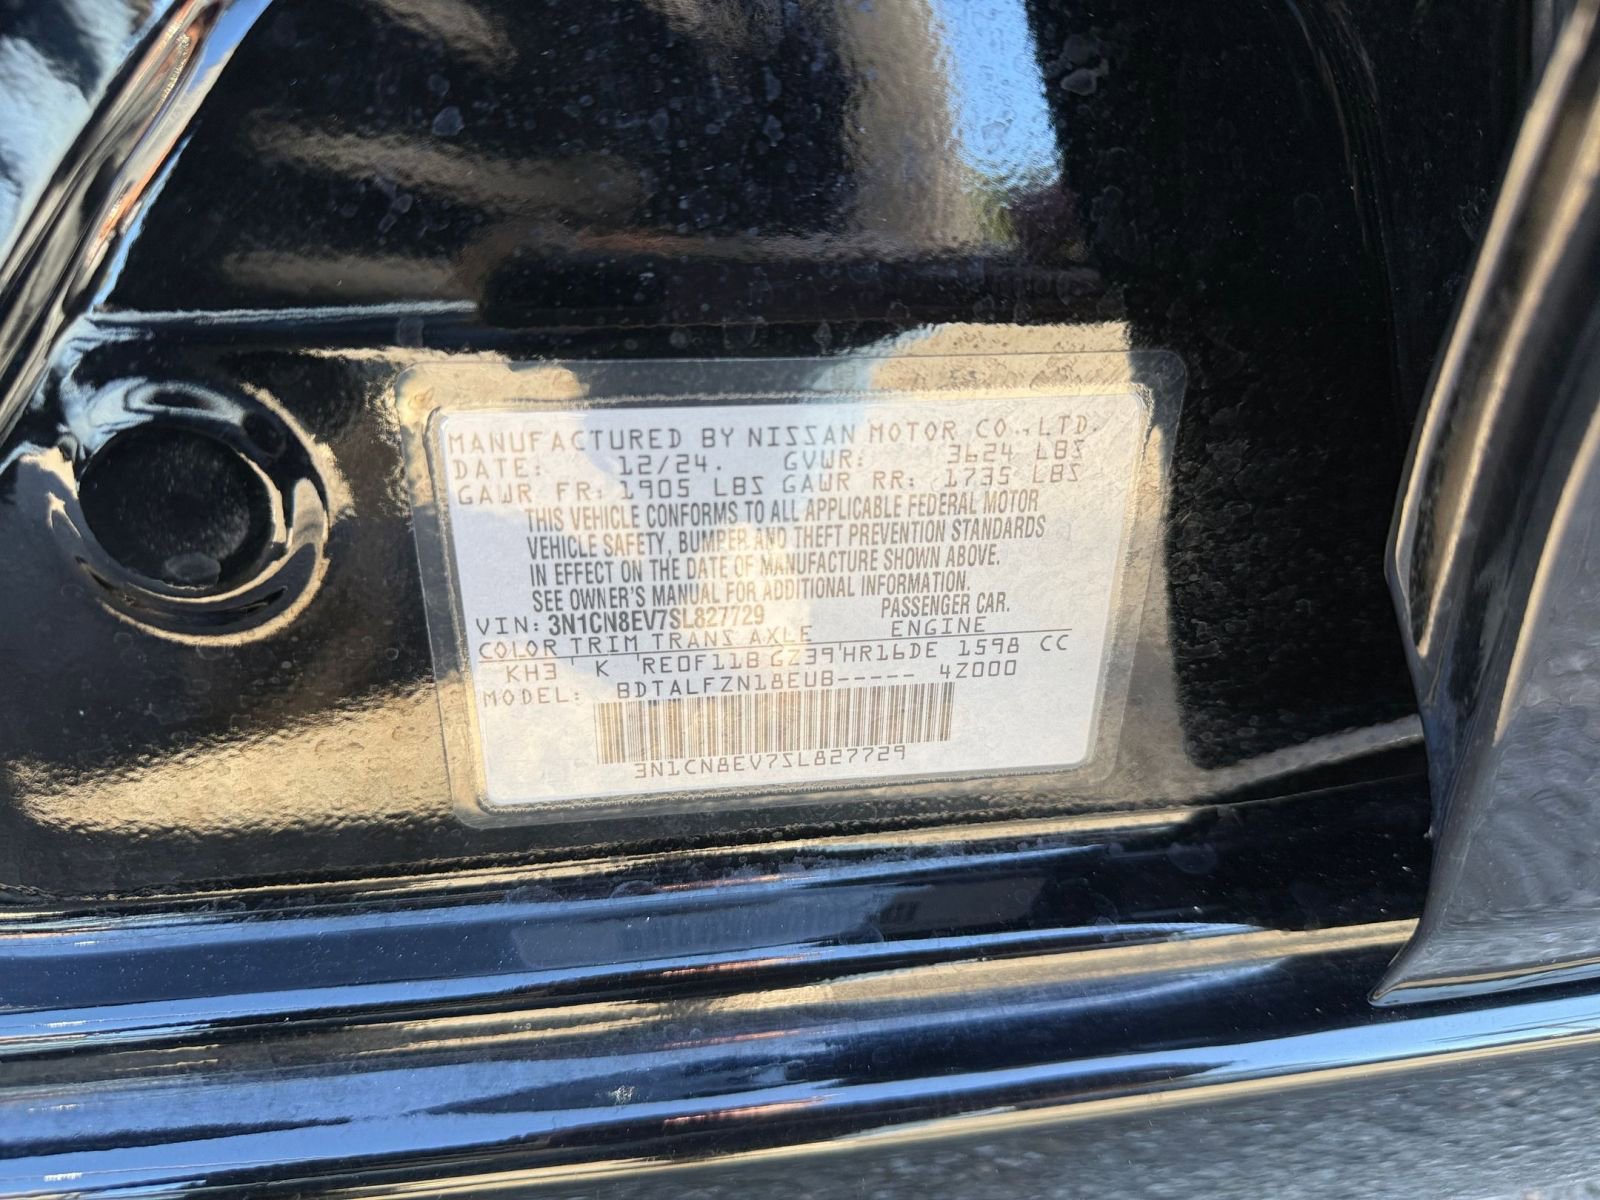 MANUFACTURED BY NISSAN MOTOR CO., LTD.
DATE: 12/24. GVWR: 3624 LBS
GAWR FR: 1905 LBS GAWR RR: 1735 LBS
THIS VEHICLE CONFORMS TO ALL APPLICABLE FEDERAL MOTOR
VEHICLE SAFETY, BUMPER AND THEFT PREVENTION STANDARDS
IN EFFECT ON THE DATE OF MANUFACTURE SHOWN ABOVE.
SEE OWNER'S MANUAL FOR ADDITIONAL INFORMATION.
VIN: 3N1CN8EV7SL827729 PASSENGER CAR.
COLOR TRIM TRANS AXLE ENGINE
KH3 K RE0F11B GZ39 HR16DE 1598 CC
MODEL: BDTALFZN18EUB----- 4Z000
3N1CN8EV7SL827729